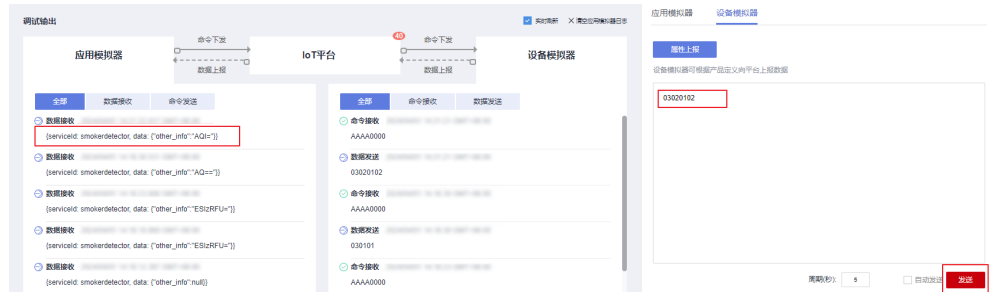 调试输出
实时刷新 ×清空应用模拟器日志
应用模拟器
命令下发
数据上报
IoT平台
40
命令下发
数据上报
设备模拟器
全部 数据接收 命令发送
数据接收
{serviceId: smokerdetector, data: {"other_info":"AQI="}}
数据接收
{serviceId: smokerdetector, data: {"other_info":"AQ=="}}
数据接收
{serviceId: smokerdetector, data: {"other_info":"ESIzRFU="}}
数据接收
{serviceId: smokerdetector, data: {"other_info":"ESIzRFU="}}
数据接收
{serviceId: smokerdetector, data: {"other_info":null}}
全部 命令接收 数据发送
命令接收
AAAA0000
数据发送
03020102
命令接收
AAAA0000
数据发送
030101
命令接收
AAAA0000
应用模拟器 设备模拟器
属性上报
设备模拟器可根据产品定义向平台上报数据
03020102
周期(秒): 5 自动发送 发送